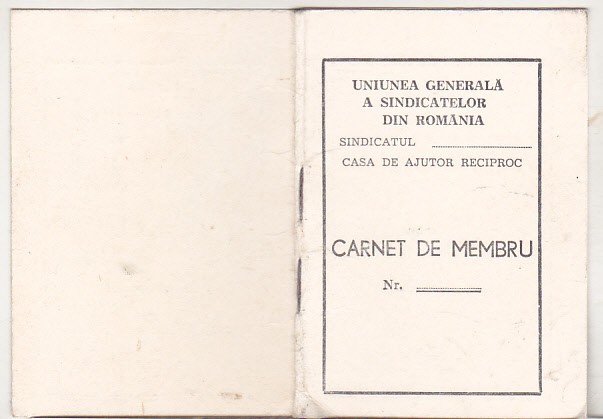 UNIUNEA GENERALĂ
A SINDICATELOR
DIN ROMÂNIA
SINDICATUL
CASA DE AJUTOR RECIPROC
CARNET DE MEMBRU
Nr.